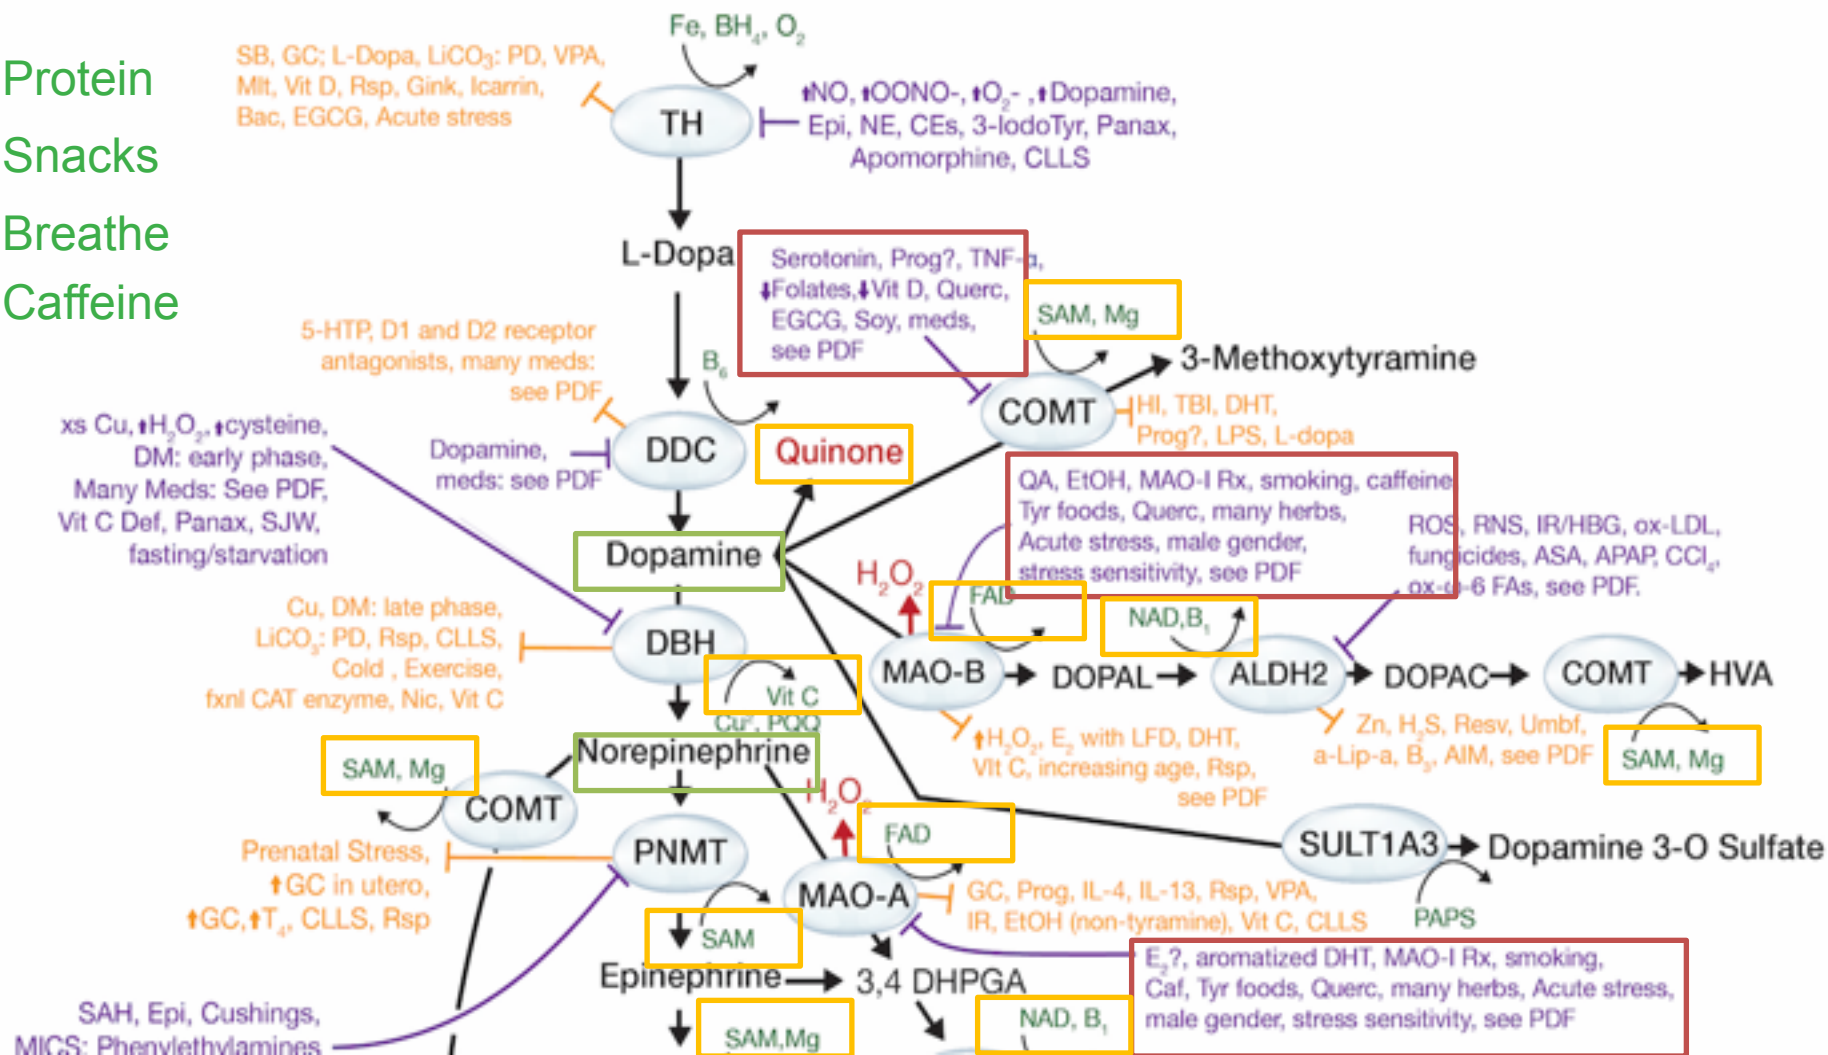 Protein
Snacks
Breathe
Caffeine
Fe, BH4, O2
SB, GC; L-Dopa, LiCO3: PD, VPA,
Mlt, Vit D, Rsp, Gink, Icarrin,
Bac, EGCG, Acute stress
TH
⬆NO, ⬆OONO-, ⬆O2- ,⬆Dopamine,
Epi, NE, CEs, 3-IodoTyr, Panax,
Apomorphine, CLLS
L-Dopa
Serotonin, Prog?, TNF-α,
⬇Folates,⬇Vit D, Querc,
EGCG, Soy, meds,
see PDF
SAM, Mg
3-Methoxytyramine
COMT
HI, TBI, DHT,
Prog?, LPS, L-dopa
5-HTP, D1 and D2 receptor
antagonists, many meds:
see PDF
B6
DDC
Dopamine,
meds: see PDF
Quinone
xs Cu,⬆H2O2,⬆cysteine,
DM: early phase,
Many Meds: See PDF,
Vit C Def, Panax, SJW,
fasting/starvation
Dopamine
QA, EtOH, MAO-I Rx, smoking, caffeine
Tyr foods, Querc, many herbs,
Acute stress, male gender,
stress sensitivity, see PDF
ROS, RNS, IR/HBG, ox-LDL,
fungicides, ASA, APAP, CCl4,
ox-ω-6 FAs, see PDF.
H2O2
FAD
NAD,B1
Cu, DM: late phase,
LiCO3: PD, Rsp, CLLS,
Cold , Exercise,
fxnl CAT enzyme, Nic, Vit C
DBH
Vit C
PQQ
MAO-B
DOPAL
ALDH2
DOPAC
COMT
HVA
⬆H2O2, E2 with LFD, DHT,
VIt C, increasing age, Rsp,
see PDF
Zn, H2S, Resv, Umbf,
a-Lip-a, B3, AIM, see PDF
SAM, Mg
Norepinephrine
SAM, Mg
COMT
H2O2
FAD
SULT1A3
Dopamine 3-O Sulfate
PAPS
Prenatal Stress,
⬆GC in utero,
⬆GC,⬆T4, CLLS, Rsp
PNMT
MAO-A
GC, Prog, IL-4, IL-13, Rsp, VPA,
IR, EtOH (non-tyramine), Vit C, CLLS
SAM
Epinephrine
3,4 DHPGA
E2?, aromatized DHT, MAO-I Rx, smoking,
Caf, Tyr foods, Querc, many herbs, Acute stress,
male gender, stress sensitivity, see PDF
SAH, Epi, Cushings,
MICS: Phenylethylamines
SAM,Mg
NAD, B1